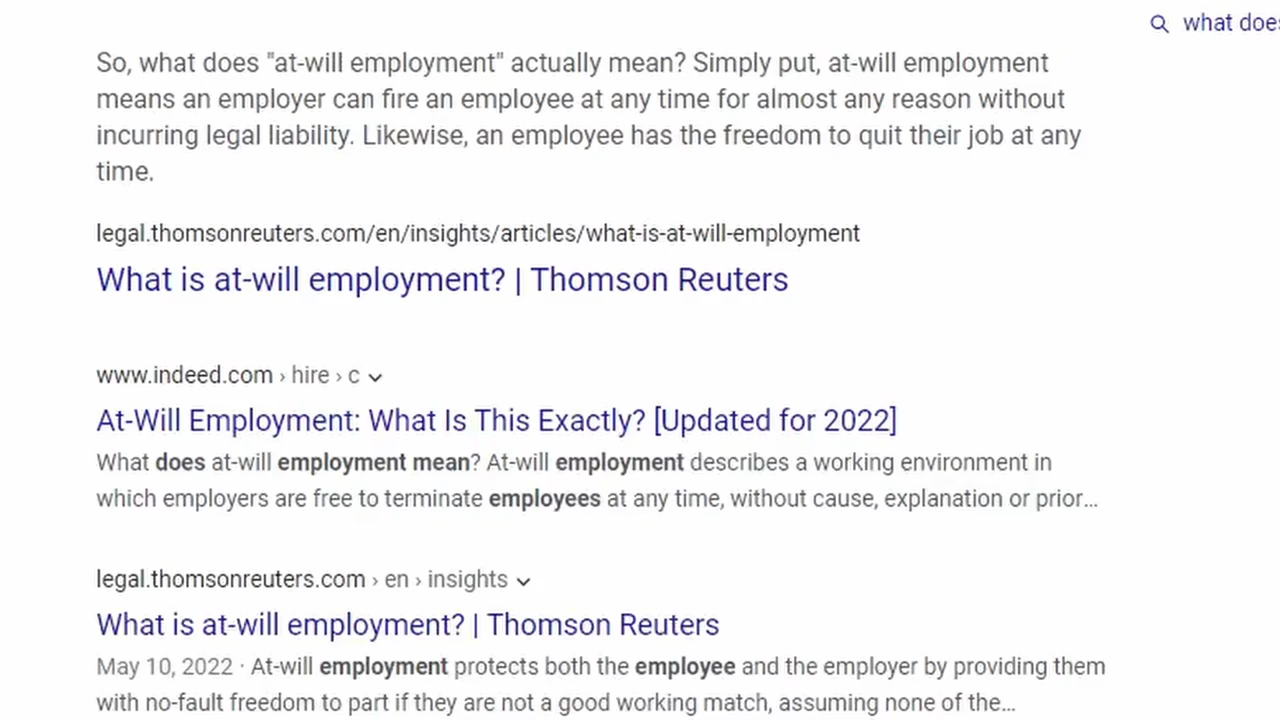 what does
So, what does "at-will employment" actually mean? Simply put, at-will employment
means an employer can fire an employee at any time for almost any reason without
incurring legal liability. Likewise, an employee has the freedom to quit their job at any
time.
legal.thomsonreuters.com/en/insights/articles/what-is-at-will-employment
What is at-will employment? | Thomson Reuters
www.indeed.com › hire › c
At-Will Employment: What Is This Exactly? [Updated for 2022]
What does at-will employment mean? At-will employment describes a working environment in
which employers are free to terminate employees at any time, without cause, explanation or prior...
legal.thomsonreuters.com › en › insights
What is at-will employment? | Thomson Reuters
May 10, 2022 · At-will employment protects both the employee and the employer by providing them
with no-fault freedom to part if they are not a good working match, assuming none of the...